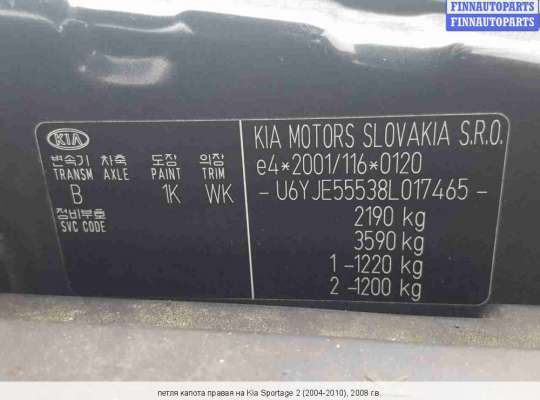 FINNAUTOPARTS
FINNAUTOPARTS
KIA
변속기 차축 도장 의장
TRANSM AXLE PAINT TRIM
B 1K WK
정비부호
SVC CODE
KIA MOTORS SLOVAKIA S.R.O.
e4*2001/116*0120
-U6YJE55538L017465-
2190 kg
3590 kg
1 -1220 kg
2 -1200 kg
петля капота правая на Kia Sportage 2 (2004-2010), 2008 г.в.